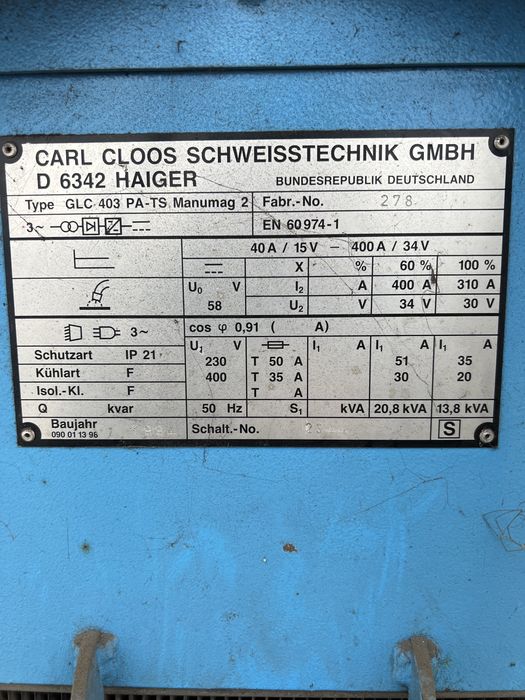 CARL CLOOS SCHWEISSTECHNIK GMBH
D 6342 HAIGER BUNDESREPUBLIK DEUTSCHLAND
Type GLC 403 PA-TS Manumag 2 Fabr.-No. 278
3~ EN 60974-1
40 A / 15 V – 400 A / 34 V
X % 60 % 100 %
U0 V I2 A 400 A 310 A
58 U2 V 34 V 30 V
3~ cos φ 0,91 ( A)
Schutzart IP 21 U1 V I1 A I1 A I1 A
230 T 50 A 51 35
Kühlart F 400 T 35 A 30 20
Isol.-Kl. F T A
Q kvar 50 Hz S1 kVA 20,8 kVA 13,8 kVA
Baujahr Schalt.-No. S
090 01 13 96